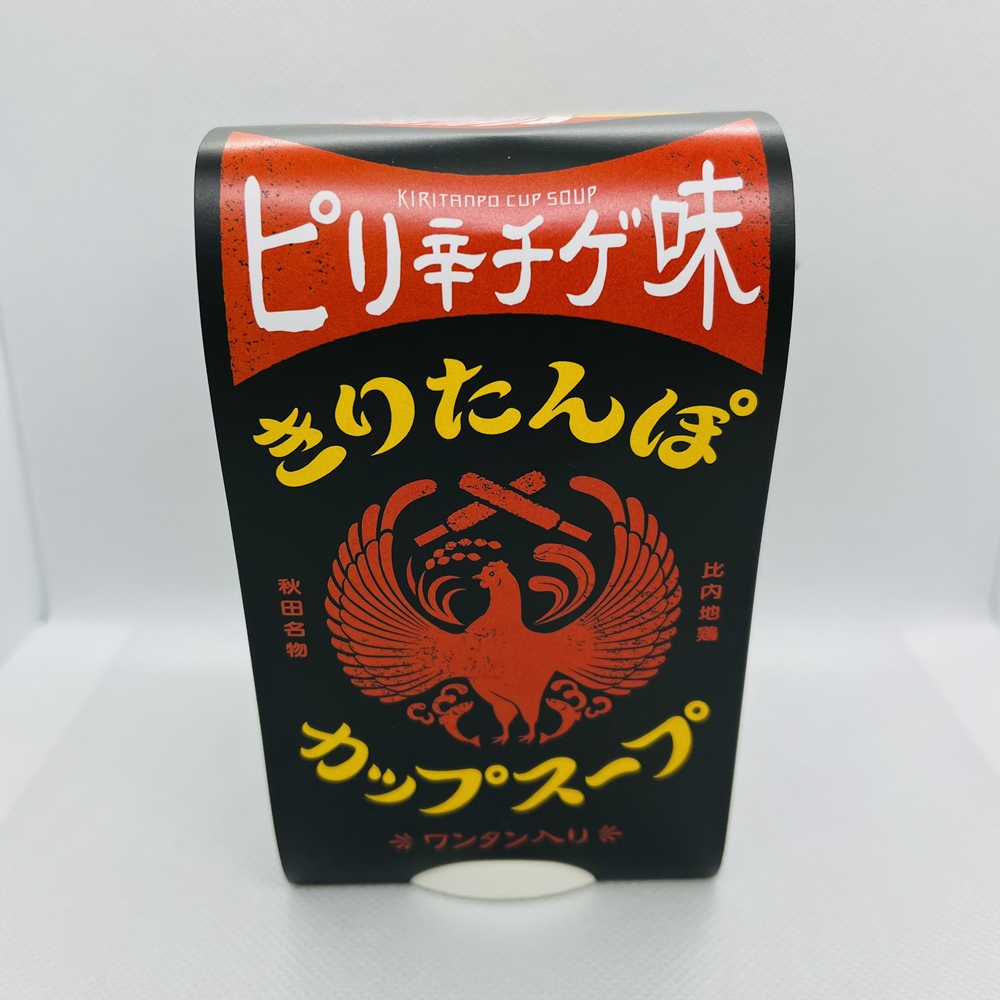 KIRITANPO CUP SOUP
ピリ辛チゲ味
きりたんぽ
比内地鶏
秋田名物
カップスープ
ワンタン入り